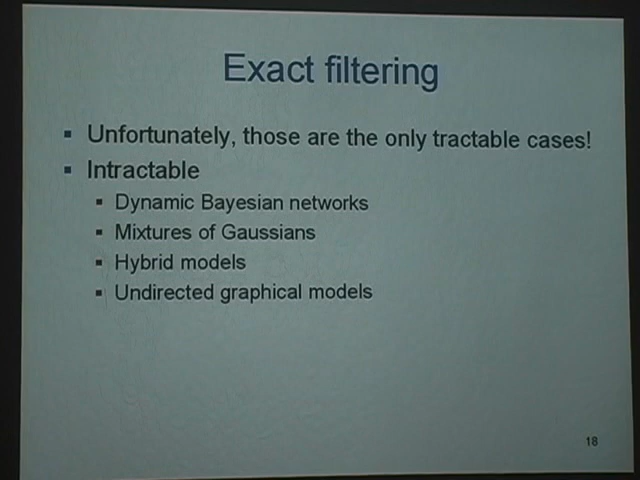 Exact filtering
▪ Unfortunately, those are the only tractable cases!
▪ Intractable
▪ Dynamic Bayesian networks
▪ Mixtures of Gaussians
▪ Hybrid models
▪ Undirected graphical models
18